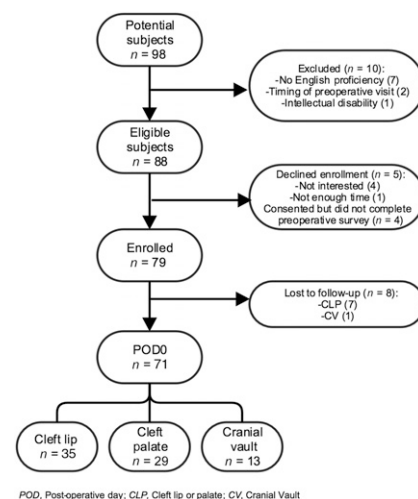 Potential
subjects
n = 98
Excluded (n = 10):
-No English proficiency (7)
-Timing of preoperative visit (2)
-Intellectual disability (1)
Eligible
subjects
n = 88
Declined enrollment (n = 5):
-Not interested (4)
-Not enough time (1)
Consented but did not complete
preoperative survey (n = 4)
Enrolled
n = 79
Lost to follow-up (n = 8):
-CLP (7)
-CV (1)
POD0
n = 71
Cleft lip
n = 35
Cleft
palate
n = 29
Cranial
vault
n = 13
POD, Post-operative day; CLP, Cleft lip or palate; CV, Cranial Vault